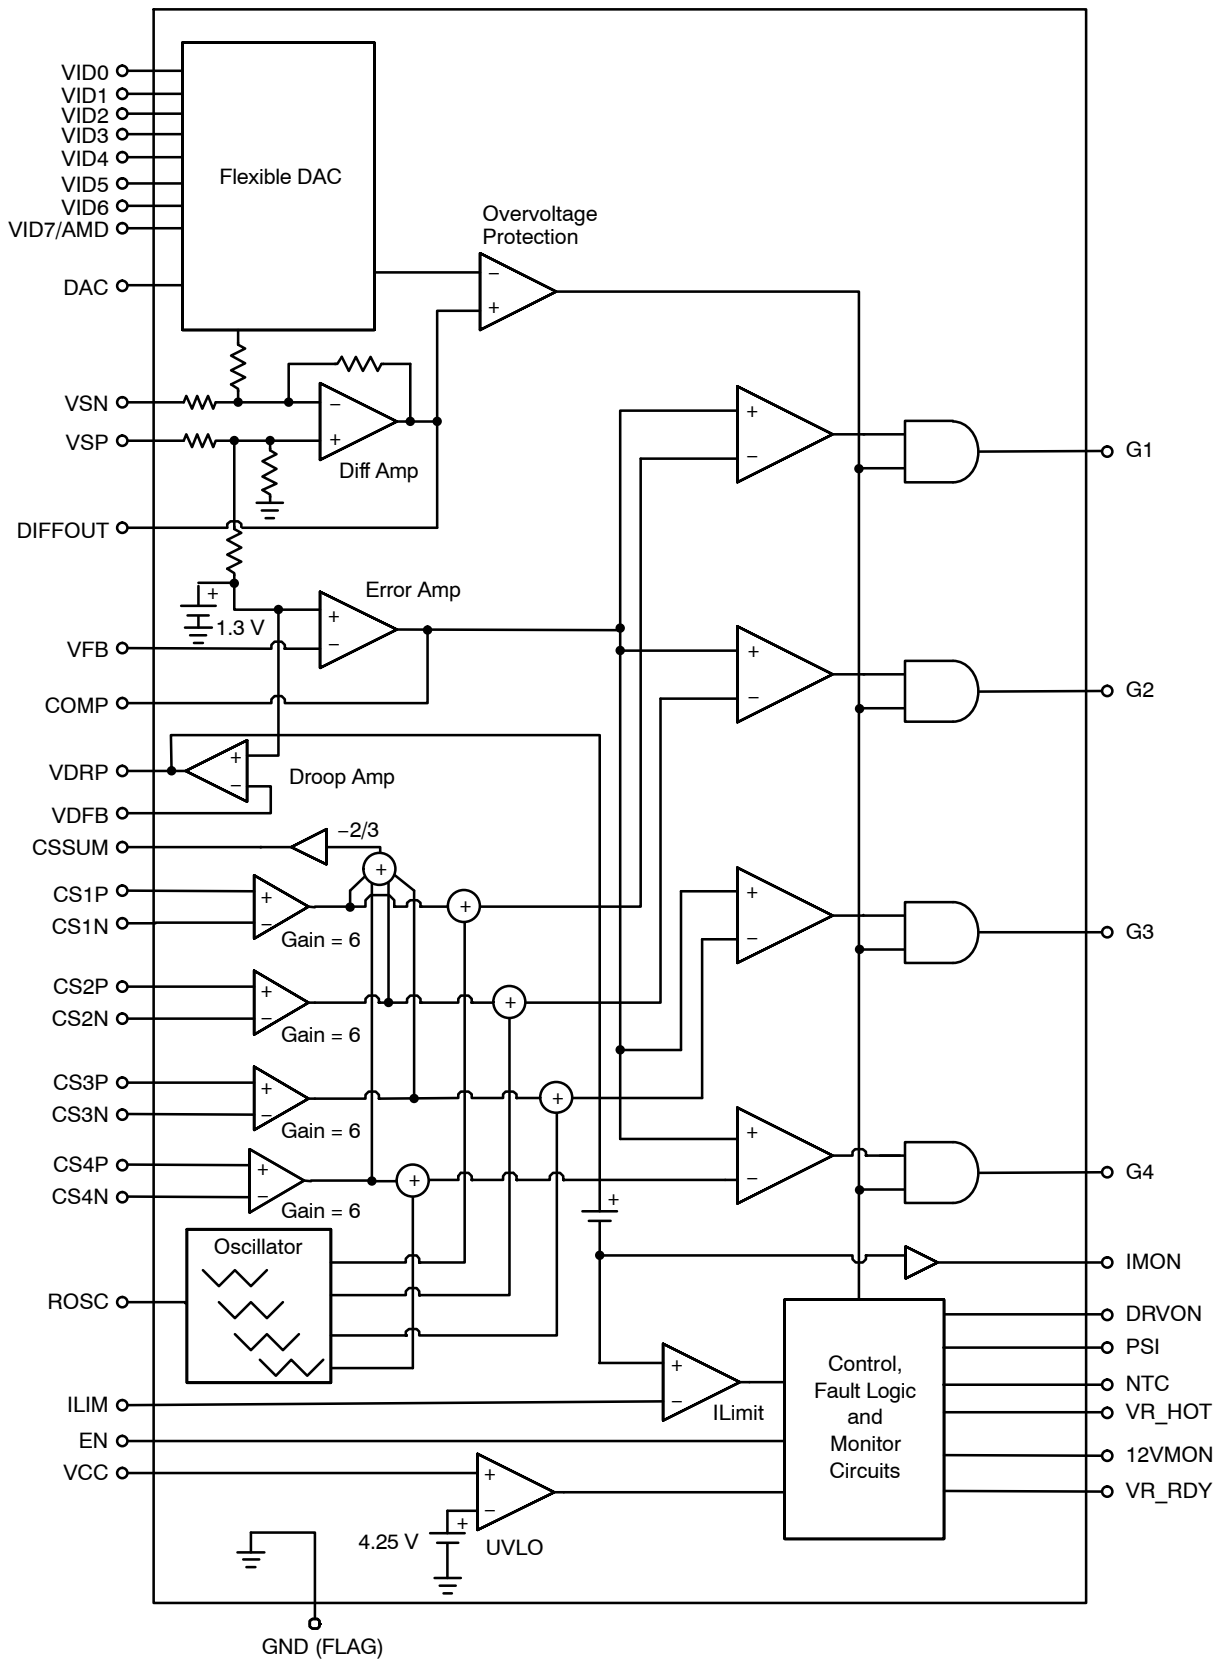 VID0
VID1
VID2
VID3
VID4
VID5
VID6
VID7/AMD
DAC
Flexible DAC
Overvoltage
Protection
−
+
VSN
VSP
−
+
Diff Amp
DIFFOUT
+
1.3 V
Error Amp
+
−
VFB
COMP
VDRP
VDFB
+
−
Droop Amp
CSSUM
−2/3
+
CS1P
CS1N
+
−
Gain = 6
+
CS2P
CS2N
+
−
Gain = 6
+
CS3P
CS3N
+
−
Gain = 6
+
CS4P
CS4N
+
−
Gain = 6
+
+
−
G1
+
−
G2
+
−
G3
+
−
G4
+
IMON
Oscillator
ROSC
ILIM
+
−
ILimit
EN
VCC
+
−
+
4.25 V
UVLO
Control,
Fault Logic
and
Monitor
Circuits
DRVON
PSI
NTC
VR_HOT
12VMON
VR_RDY
GND (FLAG)